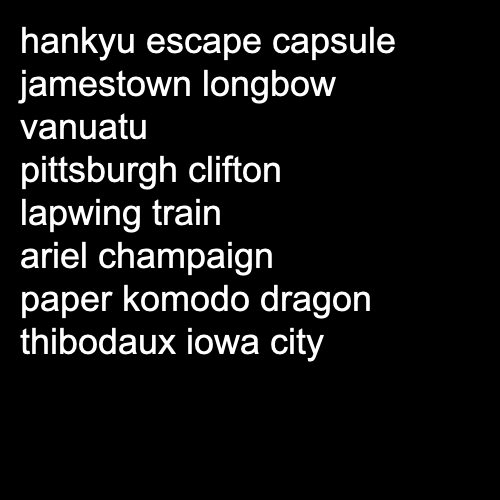 hankyu escape capsule
jamestown longbow
vanuatu
pittsburgh clifton
lapwing train
ariel champaign
paper komodo dragon
thibodaux iowa city